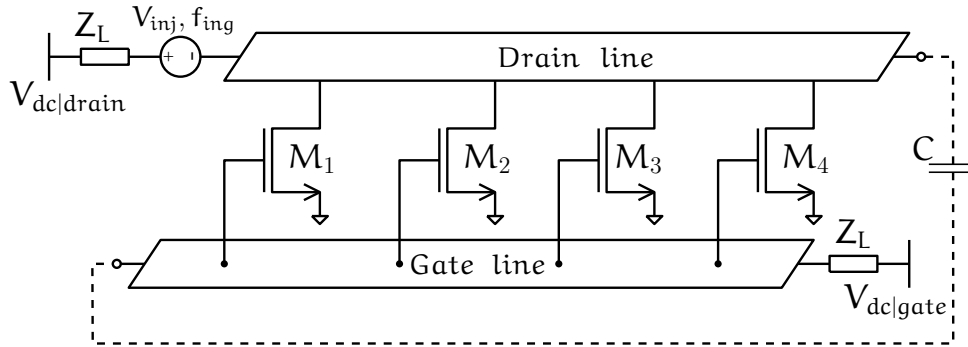 Z_L
V_inj, f_ing
+ -
V_dc|drain
Drain line
M_1
M_2
M_3
M_4
C
Gate line
Z_L
V_dc|gate